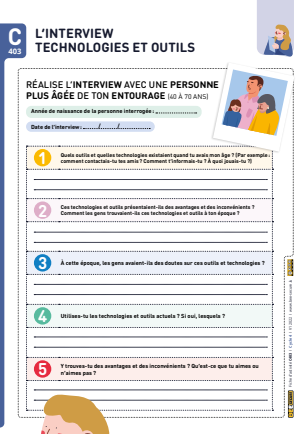 C
403
L'INTERVIEW
TECHNOLOGIES ET OUTILS
RÉALISE L'INTERVIEW AVEC UNE PERSONNE
PLUS ÂGÉE DE TON ENTOURAGE (40 À 70 ANS)
Année de naissance de la personne interrogée :
Date de l'interview : ......../......../........
1
Quels outils et quelles technologies existaient quand tu avais mon âge ? (Par exemple :
comment contactais-tu tes amis ? Comment t'informais-tu ? À quoi jouais-tu ?)
2
Ces technologies et outils présentaient-ils des avantages et des inconvénients ?
Comment les gens trouvaient-ils ces technologies et outils à ton époque ?
3
À cette époque, les gens avaient-ils des doutes sur ces outils et technologies ?
4
Utilises-tu les technologies et outils actuels ? Si oui, lesquels ?
5
Y trouves-tu des avantages et des inconvénients ? Qu'est-ce que tu aimes ou
n'aimes pas ?